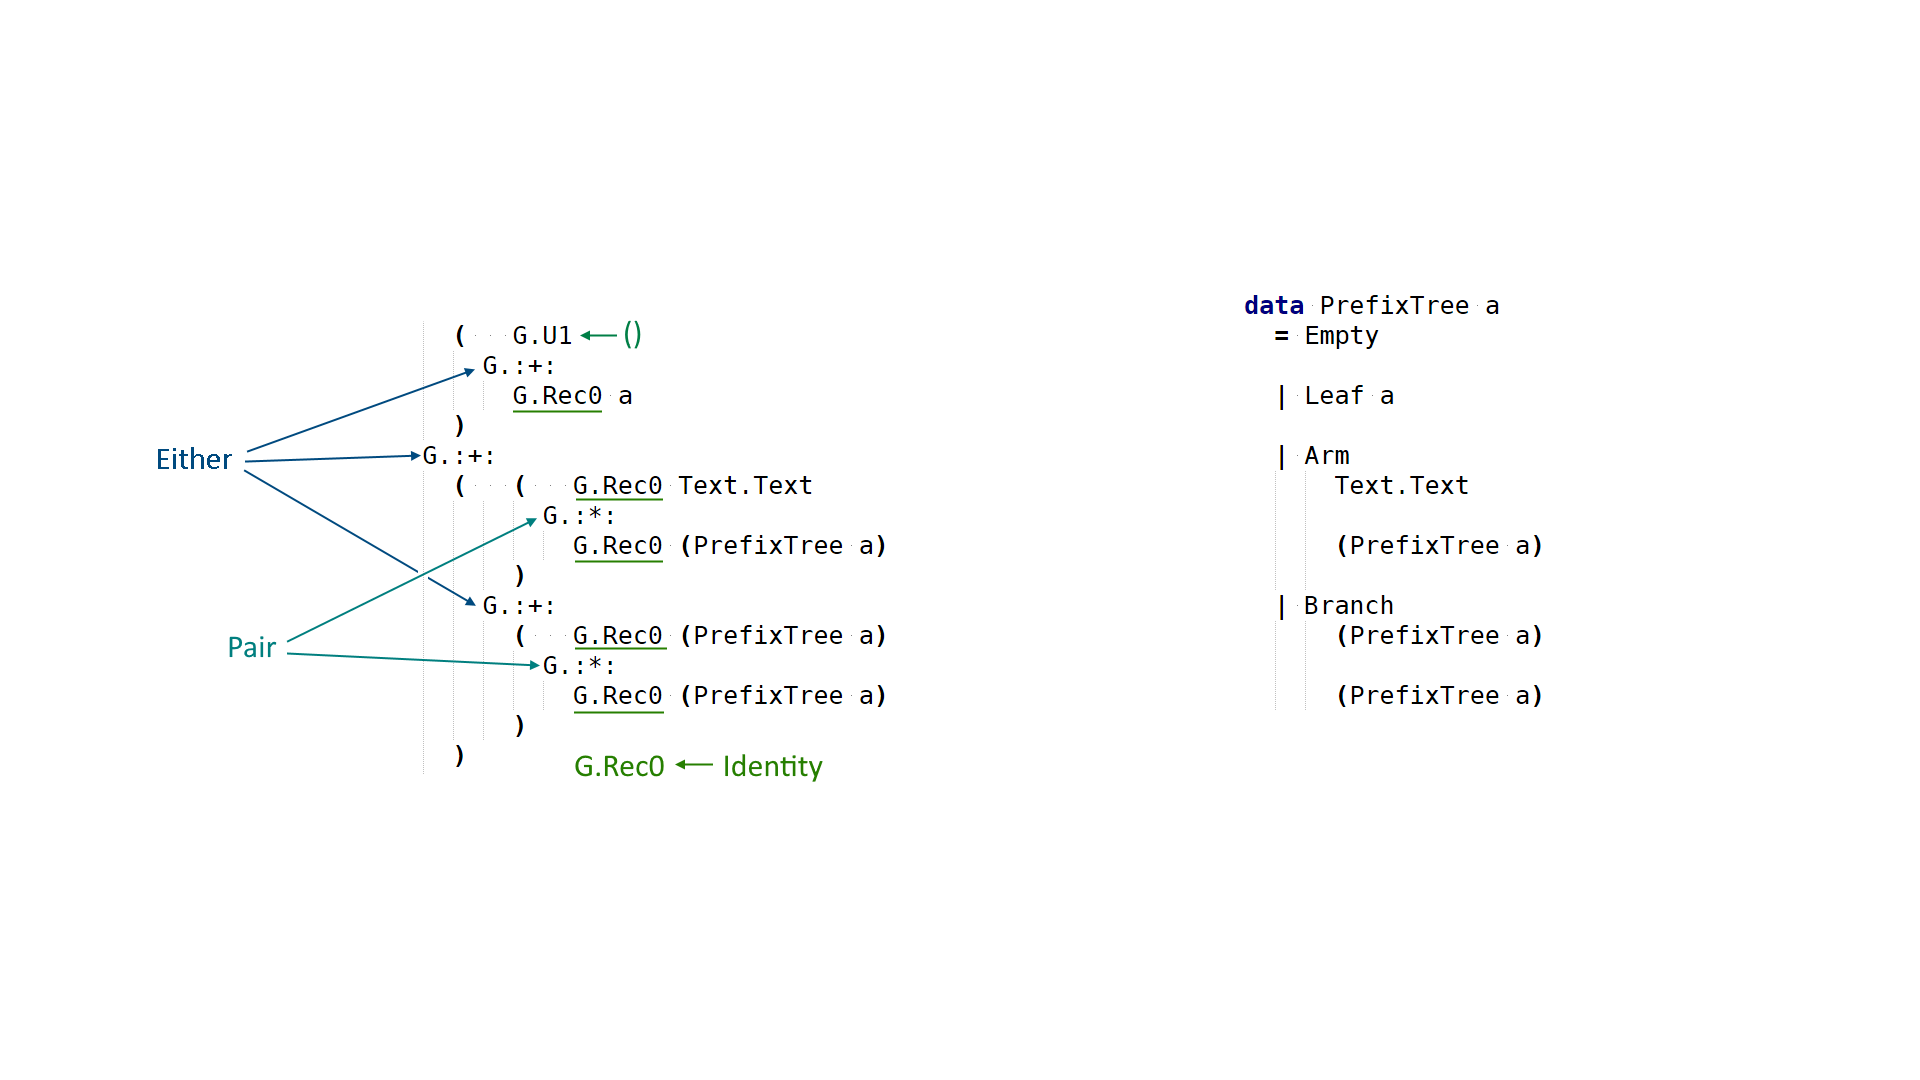 ( G.U1 ()
G.:+:
G.Rec0 a
)
Either
G.:+:
( ( G.Rec0 Text.Text
G.:*:
G.Rec0 (PrefixTree a)
)
G.:+:
( G.Rec0 (PrefixTree a)
Pair
G.:*:
G.Rec0 (PrefixTree a)
)
)
G.Rec0 Identity
data PrefixTree a
= Empty
| Leaf a
| Arm
Text.Text
(PrefixTree a)
| Branch
(PrefixTree a)
(PrefixTree a)